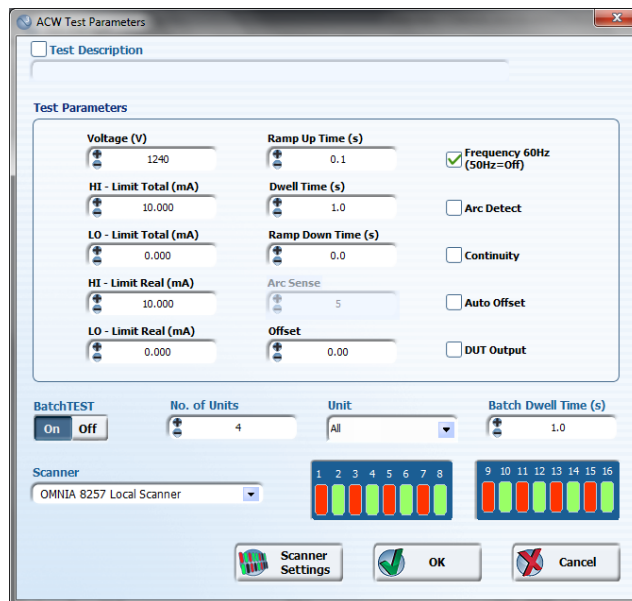 ACW Test Parameters
Test Description
Test Parameters
Voltage (V)
1240
HI - Limit Total (mA)
10.000
LO - Limit Total (mA)
0.000
HI - Limit Real (mA)
10.000
LO - Limit Real (mA)
0.000
Ramp Up Time (s)
0.1
Dwell Time (s)
1.0
Ramp Down Time (s)
0.0
Arc Sense
5
Offset
0.00
Frequency 60Hz
(50Hz=Off)
Arc Detect
Continuity
Auto Offset
DUT Output
BatchTEST
On Off
No. of Units
4
Unit
All
Batch Dwell Time (s)
1.0
Scanner
OMNIA 8257 Local Scanner
1 2 3 4 5 6 7 8
9 10 11 12 13 14 15 16
Scanner
Settings
OK
Cancel